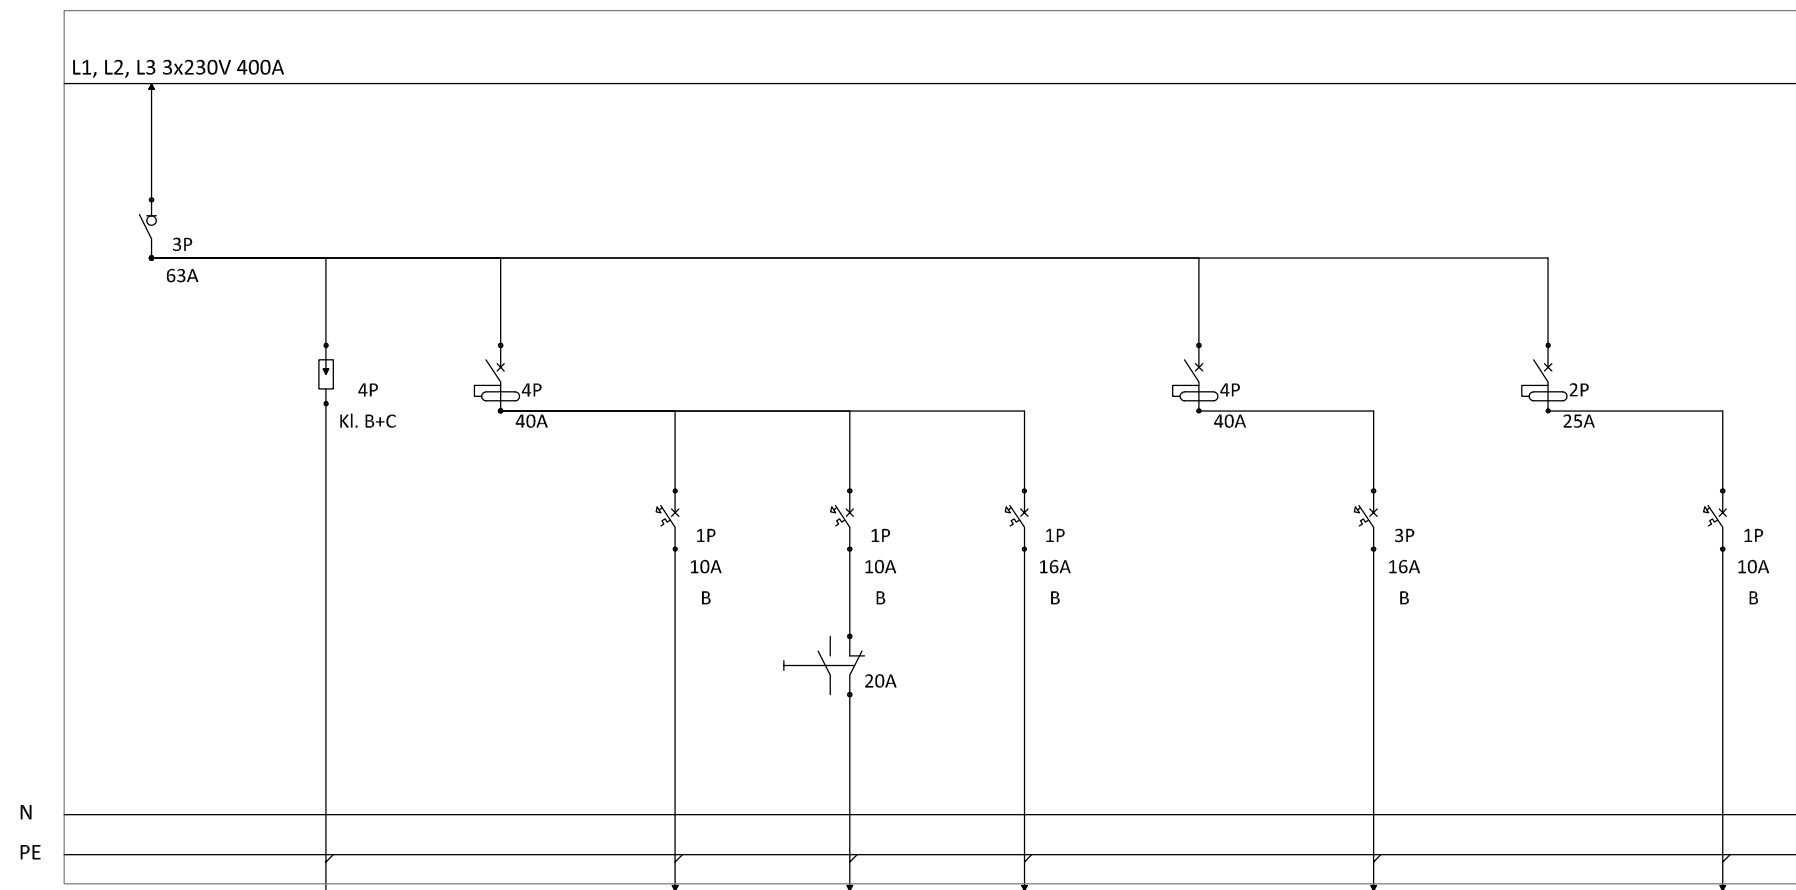 L1, L2, L3 3x230V 400A
3P
63A
4P
Kl. B+C
4P
40A
4P
40A
2P
25A
1P
10A
B
1P
10A
B
1P
16A
B
3P
16A
B
1P
10A
B
20A
N
PE